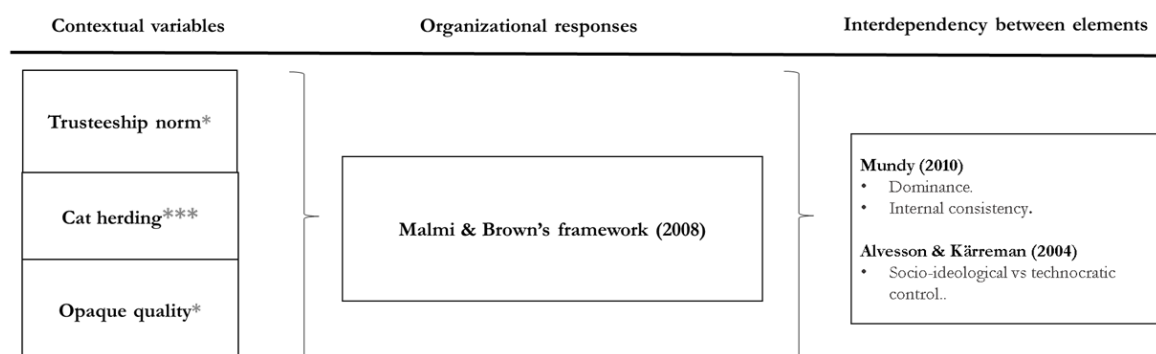 Contextual variables
Organizational responses
Interdependency between elements
Trusteeship norm*
Cat herding***
Opaque quality*
Malmi & Brown's framework (2008)
Mundy (2010)
• Dominance.
• Internal consistency.
Alvesson & Kärreman (2004)
• Socio-ideological vs technocratic
control..